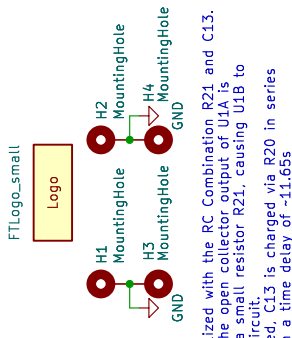 FTLogo_small
Logo
H2
MountingHole
H4
MountingHole
GND
H1
MountingHole
H3
MountingHole
GND
ized with the RC Combination R21 and C13.
he open collector output of U1A is
a small resistor R21, causing U1B to
ircuit.
ed, C13 is charged via R20 in series
a time delay of ~11.65s